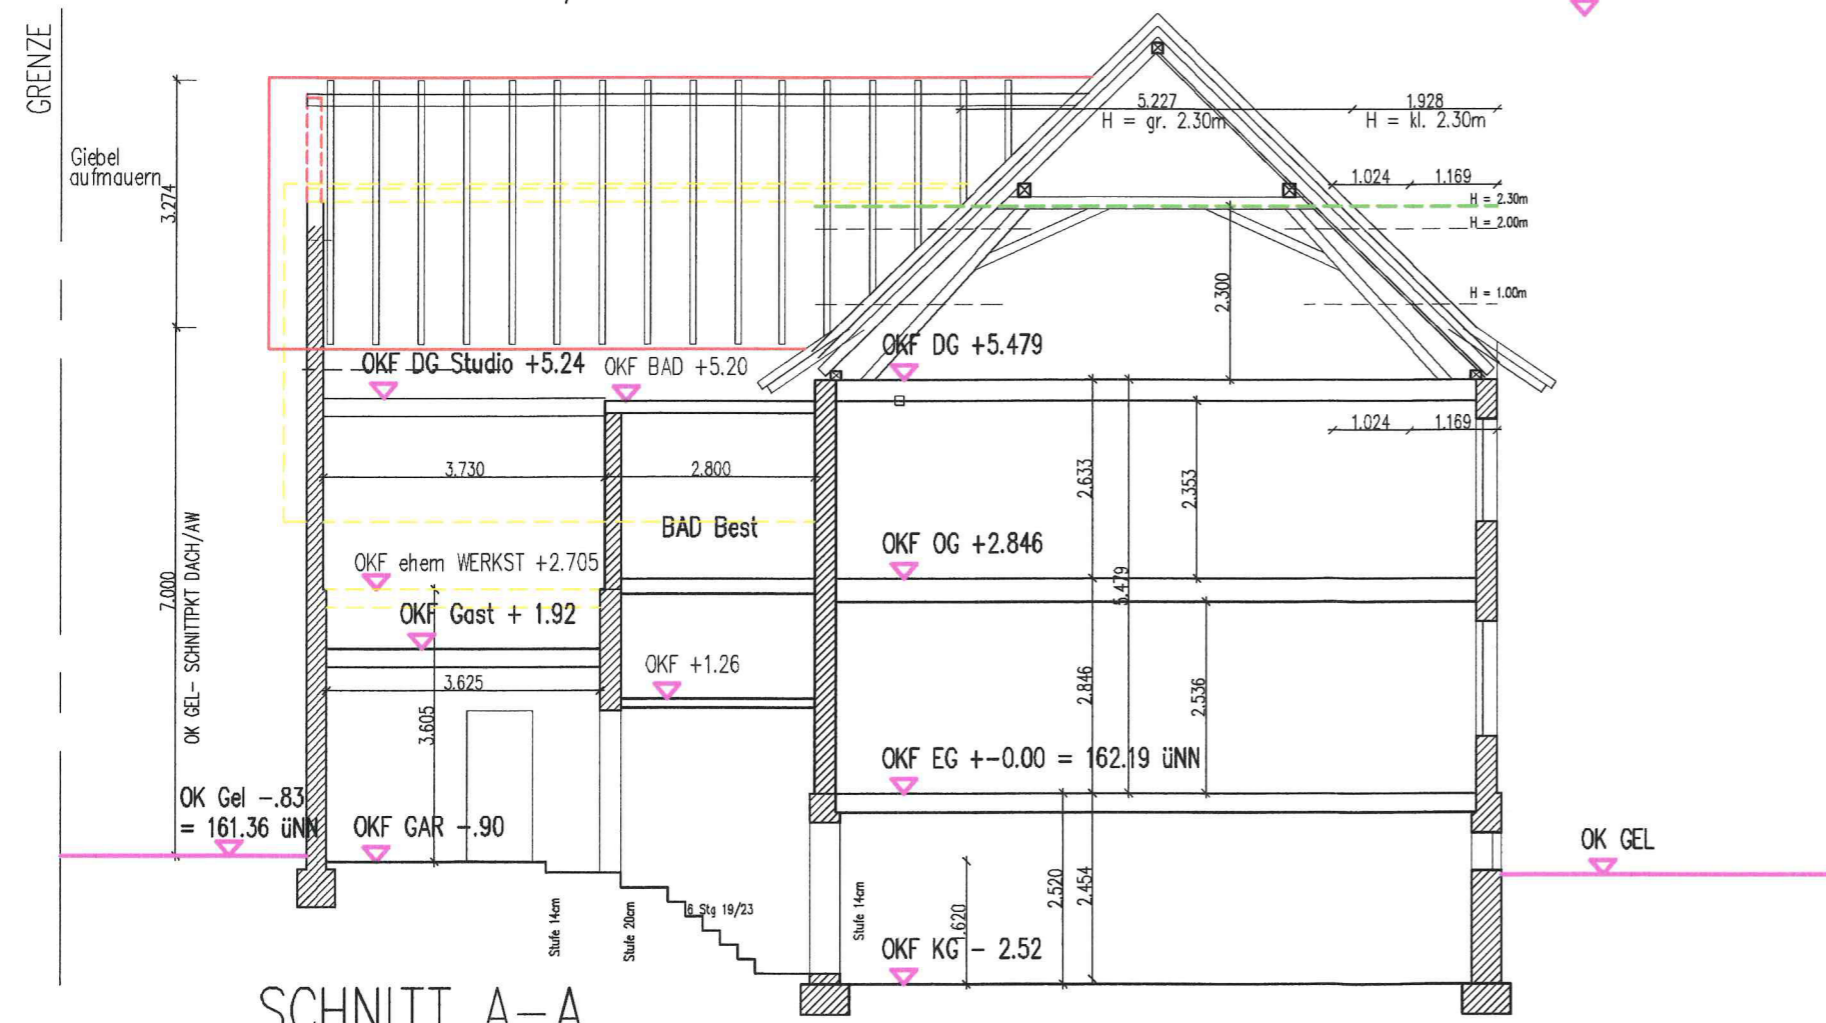 GRENZE
5.227
1.928
H = gr. 2.30m
H = kl. 2.30m
Giebel
aufmauern
3.274
1.024
1.169
H = 2.30m
H = 2.00m
2.300
H = 1.00m
OKF DG Studio +5.24
OKF BAD +5.20
OKF DG +5.479
1.024
1.169
3.730
2.800
2.633
2.353
BAD Best
OKF OG +2.846
OKF ehem WERKST +2.705
5.479
7.000
OK GEL- SCHNITTPKT DACH/AW
OKF Gast + 1.92
OKF +1.26
3.625
3.605
2.846
2.536
OKF EG +-0.00 = 162.19 üNN
OK Gel -.83
= 161.36 üNN
OKF GAR -.90
OK GEL
2.520
2.454
Stufe 14cm
Stufe 20cm
6 Stg 19/23
Stufe 14cm
1.620
OKF KG - 2.52
SCHNITT A-A